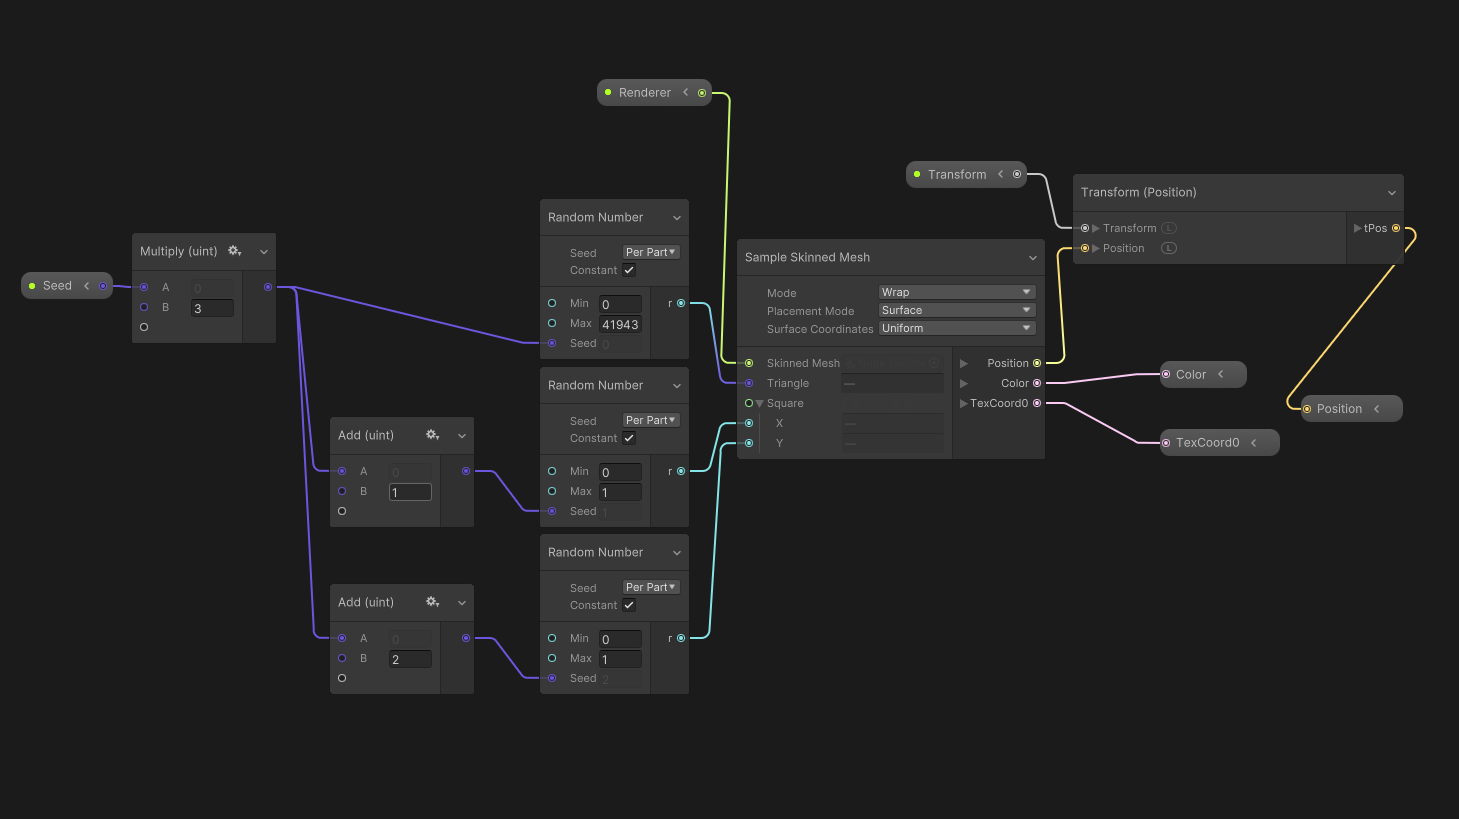 Renderer
Transform
Transform (Position)
Transform L
Position L
tPos
Random Number
Seed Per Part
Constant
Min 0
Max 41943
Seed 0
r
Multiply (uint)
A 0
B 3
Seed
Sample Skinned Mesh
Mode Wrap
Placement Mode Surface
Surface Coordinates Uniform
Skinned Mesh
Triangle —
Square
X —
Y —
Position
Color
TexCoord0
Color
Position
TexCoord0
Random Number
Seed Per Part
Constant
Min 0
Max 1
Seed 1
r
Add (uint)
A 0
B 1
Random Number
Seed Per Part
Constant
Min 0
Max 1
Seed 2
r
Add (uint)
A 0
B 2